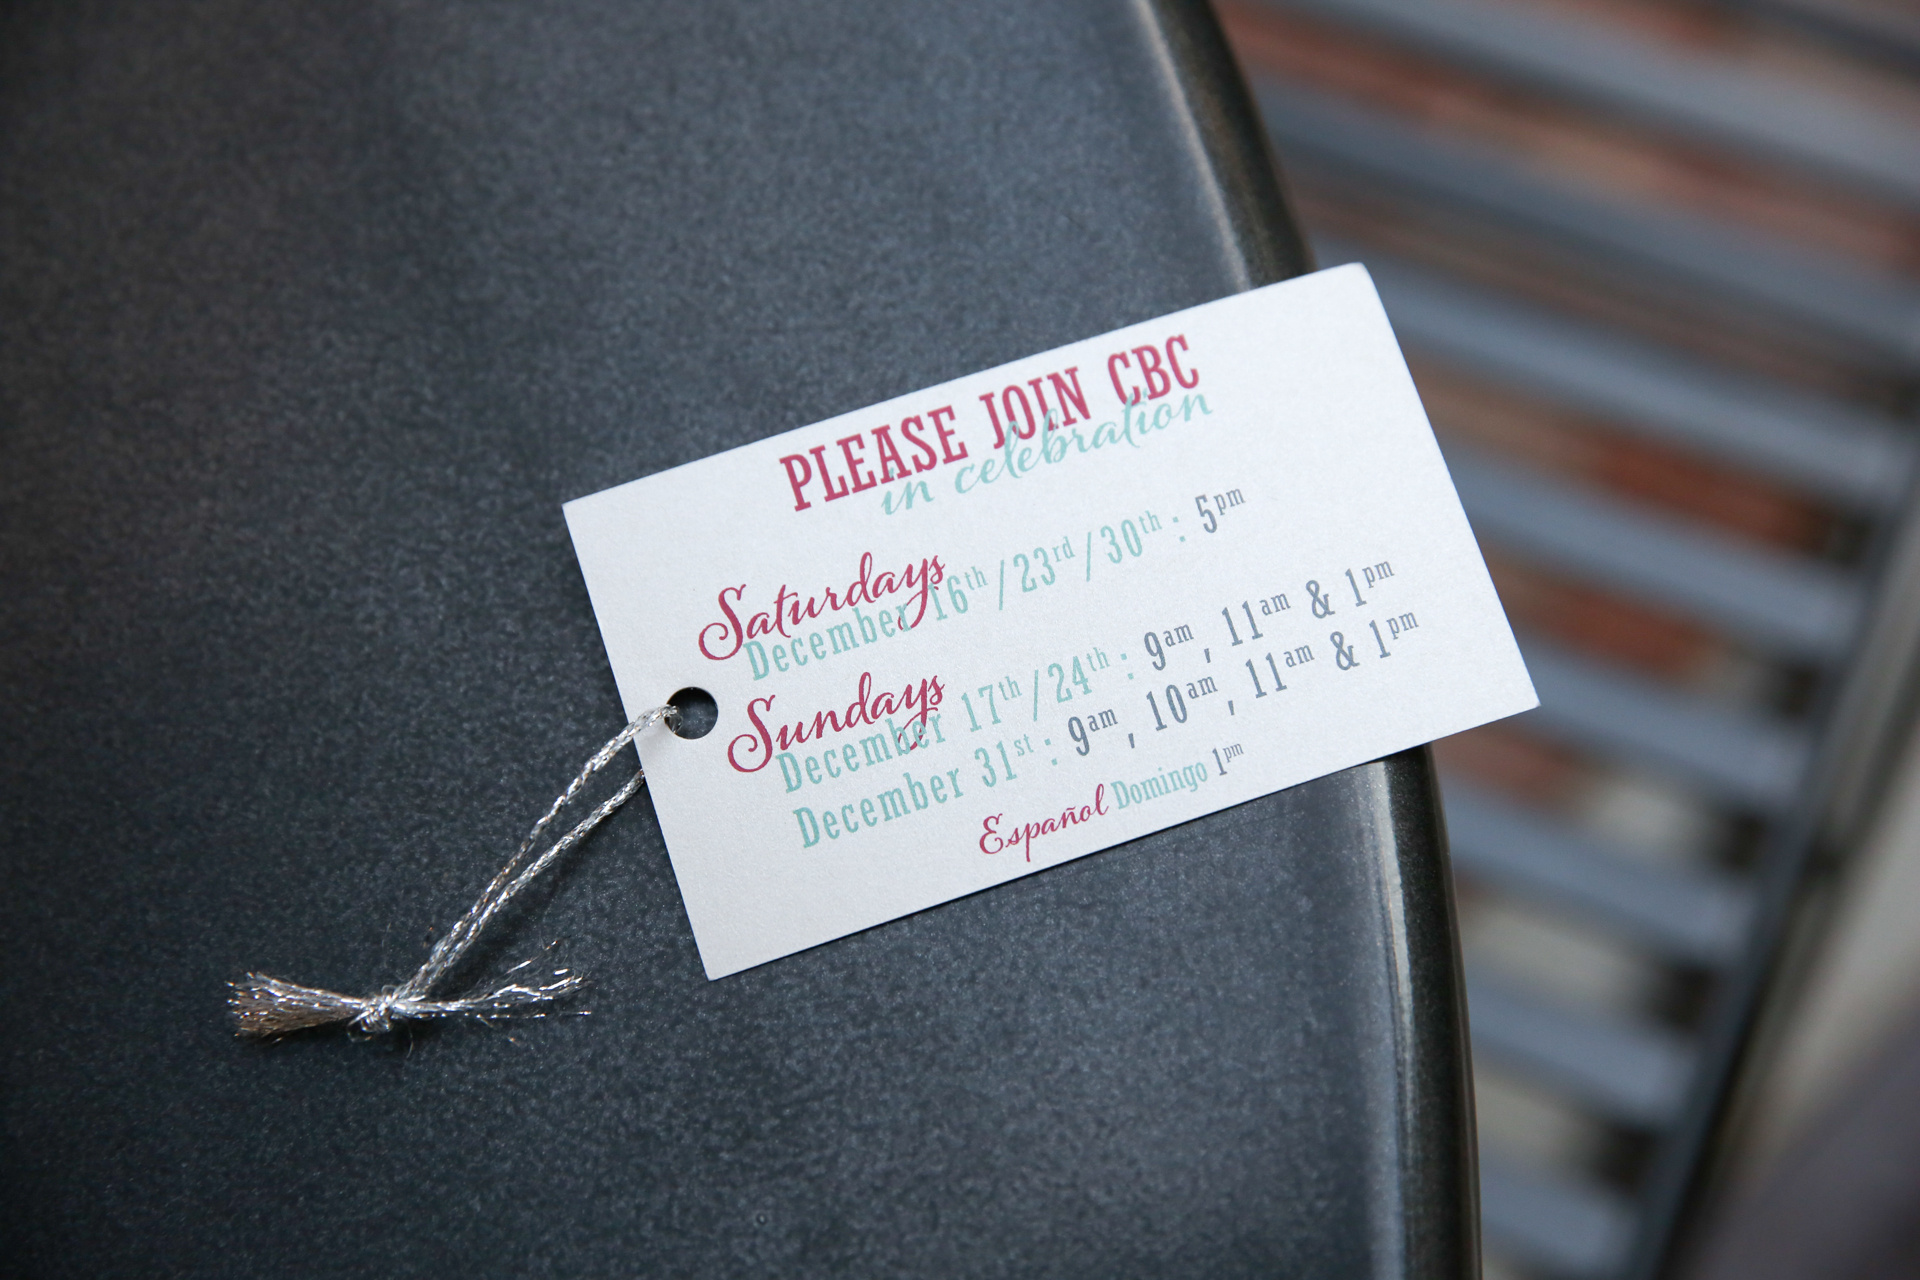 PLEASE JOIN CBC
in celebration
Saturdays
December 16th / 23rd / 30th : 5pm
Sundays
December 17th / 24th : 9am, 11am & 1pm
December 31st : 9am, 10am, 11am & 1pm
Español Domingo 1pm